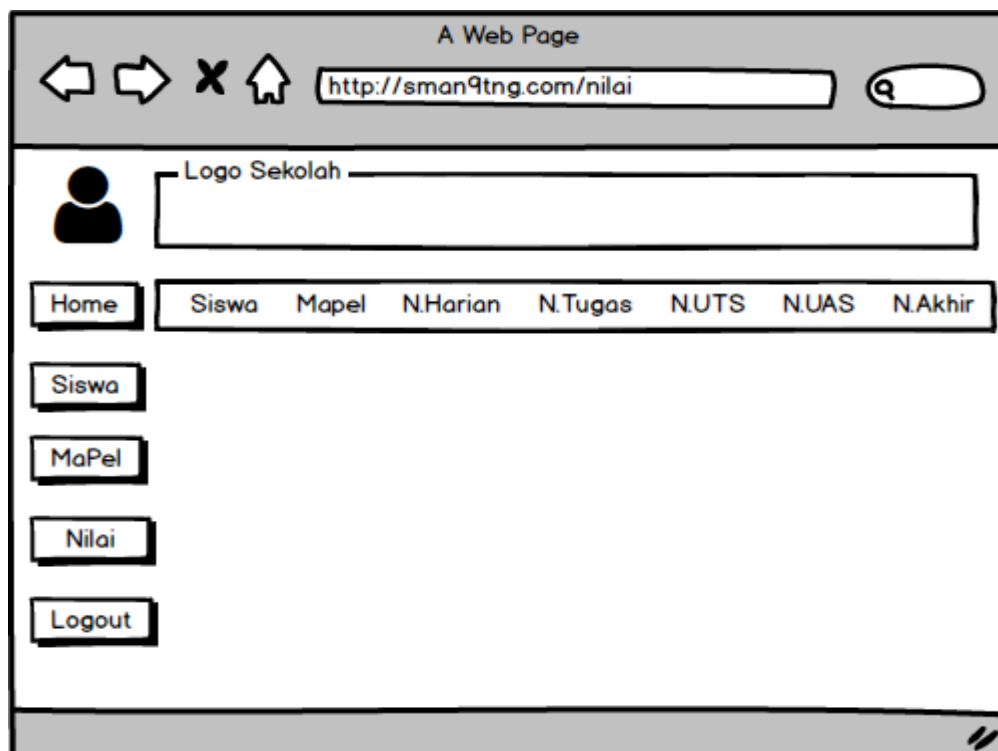 A Web Page
http://sman9tng.com/nilai
Logo Sekolah
Home
Siswa Mapel N.Harian N.Tugas N.UTS N.UAS N.Akhir
Siswa
MaPel
Nilai
Logout